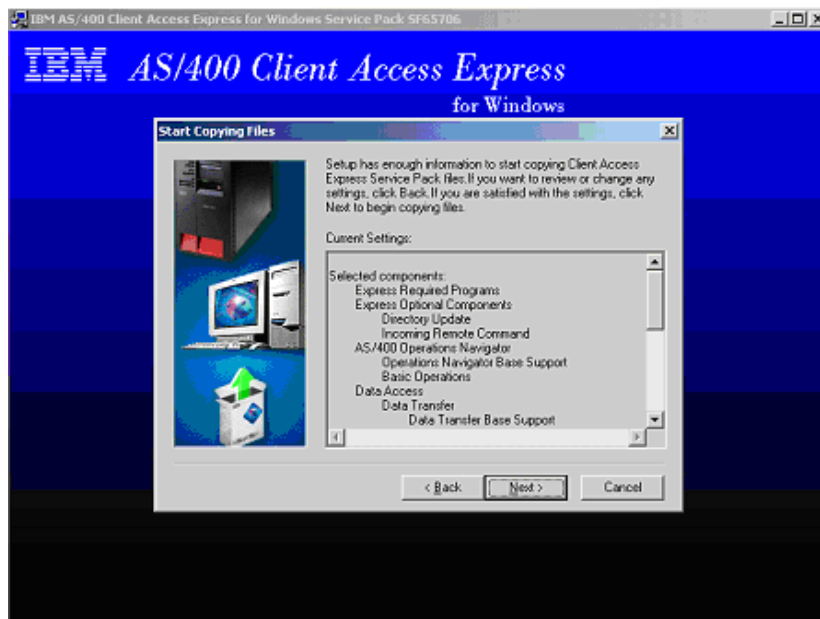 IBM AS/400 Client Access Express for Windows Service Pack SF65706
IBM AS/400 Client Access Express
for Windows
Start Copying Files
Setup has enough information to start copying Client Access
Express Service Pack files. If you want to review or change any
settings, click Back. If you are satisfied with the settings, click
Next to begin copying files.
Current Settings:
Selected components:
Express Required Programs
Express Optional Components
Directory Update
Incoming Remote Command
AS/400 Operations Navigator
Operations Navigator Base Support
Basic Operations
Data Access
Data Transfer
Data Transfer Base Support
< Back
Next >
Cancel